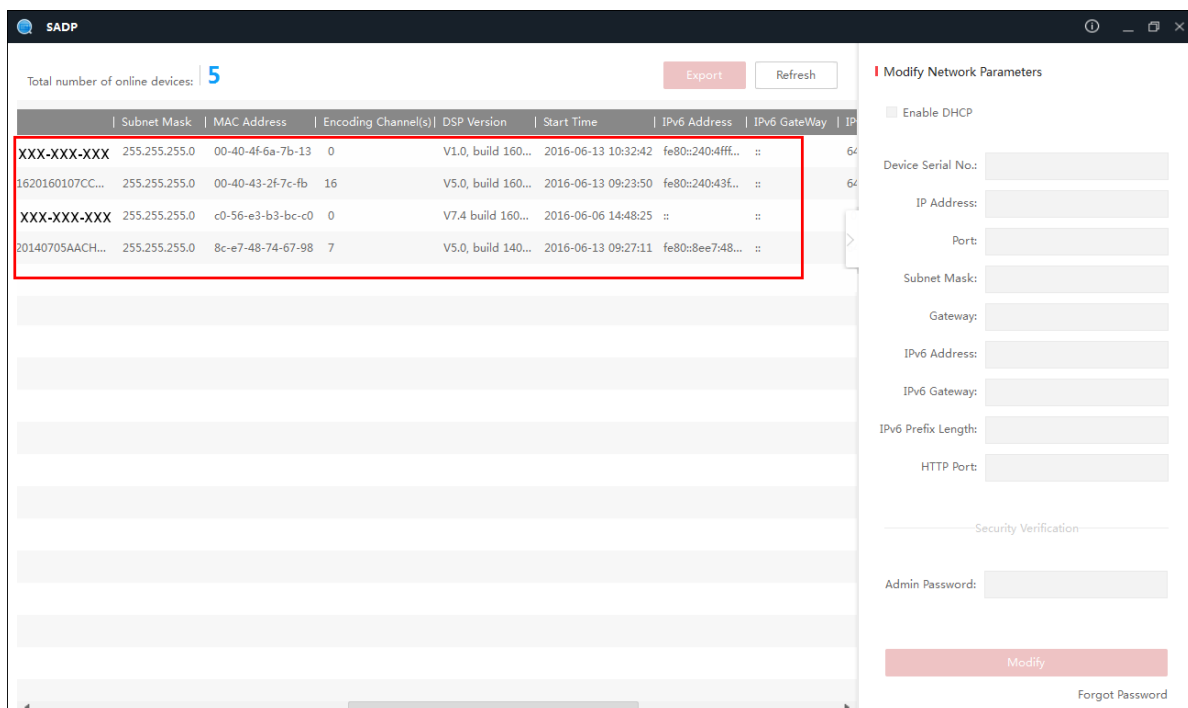 SADP
Total number of online devices: 5 Export Refresh
Subnet Mask MAC Address Encoding Channel(s) DSP Version Start Time IPv6 Address IPv6 GateWay IP
XXX-XXX-XXX 255.255.255.0 00-40-4f-6a-7b-13 0 V1.0, build 160... 2016-06-13 10:32:42 fe80::240:4fff... :: 64
1620160107CC... 255.255.255.0 00-40-43-2f-7c-fb 16 V5.0, build 160... 2016-06-13 09:23:50 fe80::240:43f... :: 64
XXX-XXX-XXX 255.255.255.0 c0-56-e3-b3-bc-c0 0 V7.4 build 160... 2016-06-06 14:48:25 :: ::
20140705AACH... 255.255.255.0 8c-e7-48-74-67-98 7 V5.0, build 140... 2016-06-13 09:27:11 fe80::8ee7:48... ::
Modify Network Parameters
Enable DHCP
Device Serial No.:
IP Address:
Port:
Subnet Mask:
Gateway:
IPv6 Address:
IPv6 Gateway:
IPv6 Prefix Length:
HTTP Port:
Security Verification
Admin Password:
Modify
Forgot Password